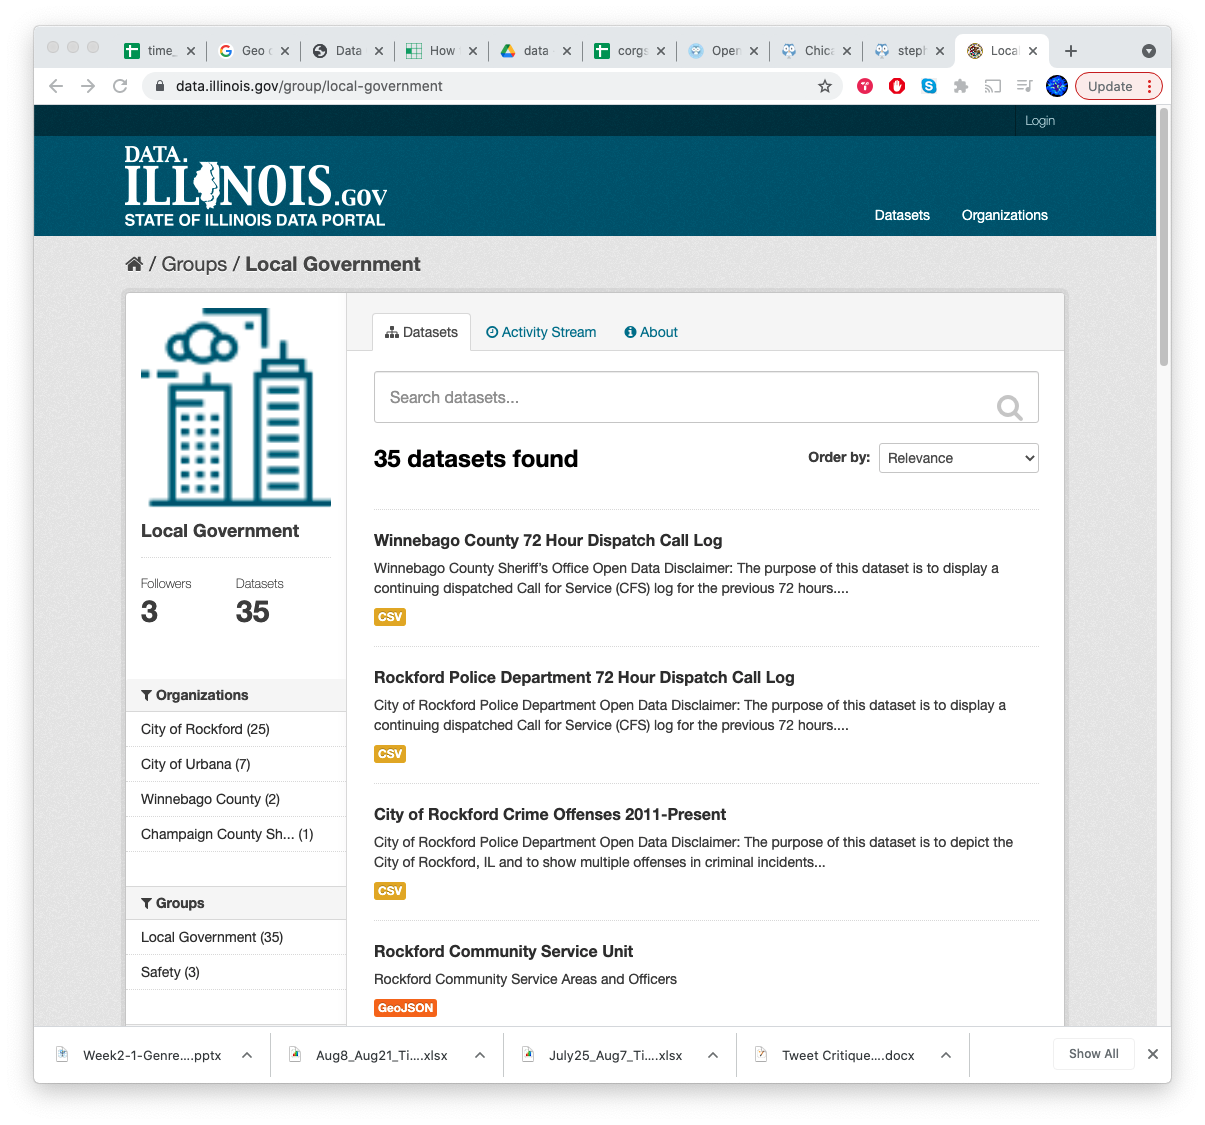 time_
Geo
Data
How
data
corgs
Open
Chica
steph
Local
data.illinois.gov/group/local-government
Update
Login
DATA.
ILLINOIS.GOV
STATE OF ILLINOIS DATA PORTAL
Datasets Organizations
/ Groups / Local Government
Local Government
Followers Datasets
3 35
Organizations
City of Rockford (25)
City of Urbana (7)
Winnebago County (2)
Champaign County Sh... (1)
Groups
Local Government (35)
Safety (3)
Datasets Activity Stream About
Search datasets...
35 datasets found
Order by: Relevance
Winnebago County 72 Hour Dispatch Call Log
Winnebago County Sheriff's Office Open Data Disclaimer: The purpose of this dataset is to display a
continuing dispatched Call for Service (CFS) log for the previous 72 hours....
CSV
Rockford Police Department 72 Hour Dispatch Call Log
City of Rockford Police Department Open Data Disclaimer: The purpose of this dataset is to display a
continuing dispatched Call for Service (CFS) log for the previous 72 hours....
CSV
City of Rockford Crime Offenses 2011-Present
City of Rockford Police Department Open Data Disclaimer: The purpose of this dataset is to depict the
City of Rockford, IL and to show multiple offenses in criminal incidents...
CSV
Rockford Community Service Unit
Rockford Community Service Areas and Officers
GeoJSON
Week2-1-Genre....pptx
Aug8_Aug21_Ti....xlsx
July25_Aug7_Ti....xlsx
Tweet Critique....docx
Show All